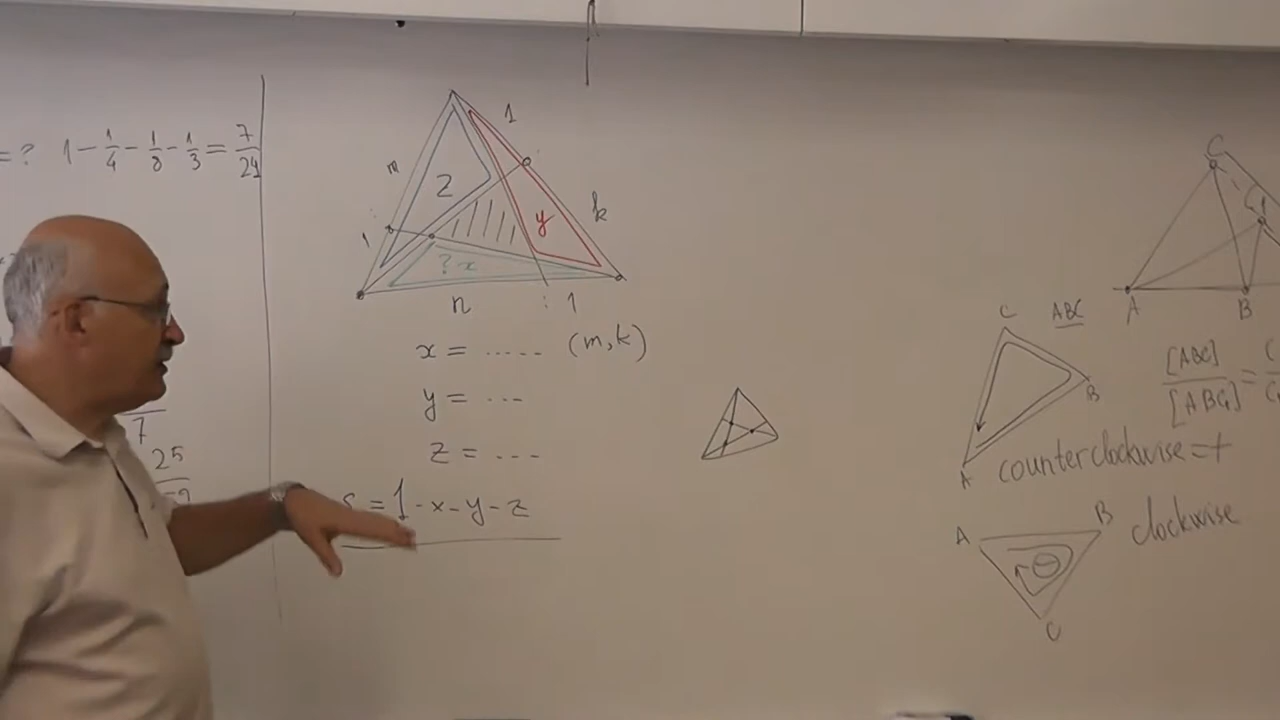 = ? 1 - 1/4 - 1/8 - 1/3 = 7/24
1
m
z
k
y
1
? x
n
1
x = ..... (m, k)
y = ...
z = ...
S = 1 - x - y - z
7
25
C
A
B
C
ABC
B
A
[ABC]
[ABC₁]
=
counterclockwise = +
A
B
clockwise
⊖
C